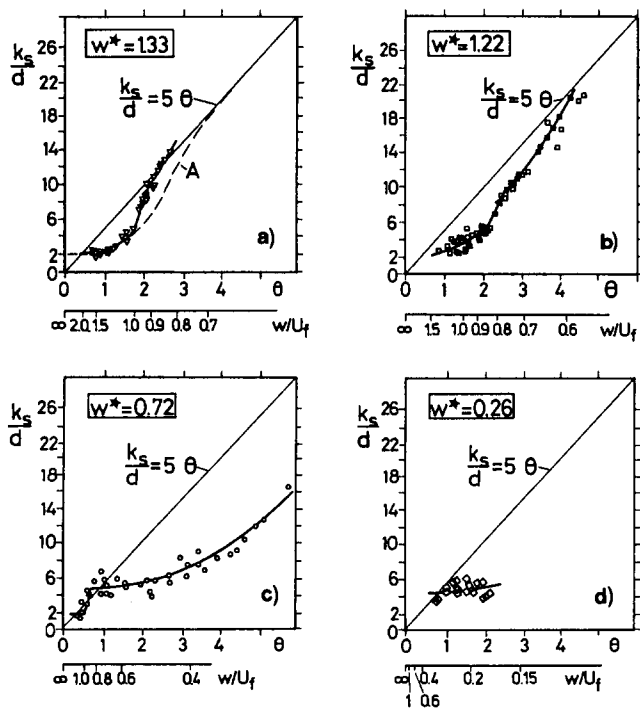 k_s/d
26
22
18
14
10
6
2
0
w* = 1.33
k_s/d = 5 θ
A
a)
0 1 2 3 4 5 θ
∞ 2.0 1.5 1.0 0.9 0.8 0.7 w/U_f
k_s/d
26
22
18
14
10
6
2
0
w* = 1.22
k_s/d = 5 θ
b)
0 1 2 3 4 5 θ
∞ 1.5 1.0 0.9 0.8 0.7 0.6 w/U_f
k_s/d
26
22
18
14
10
6
2
0
w* = 0.72
k_s/d = 5 θ
c)
0 1 2 3 4 5 θ
∞ 1.0 0.8 0.6 0.4 w/U_f
k_s/d
26
22
18
14
10
6
2
0
w* = 0.26
k_s/d = 5 θ
d)
0 1 2 3 4 5 θ
∞ 0.4 0.2 0.15 w/U_f
1 0.6